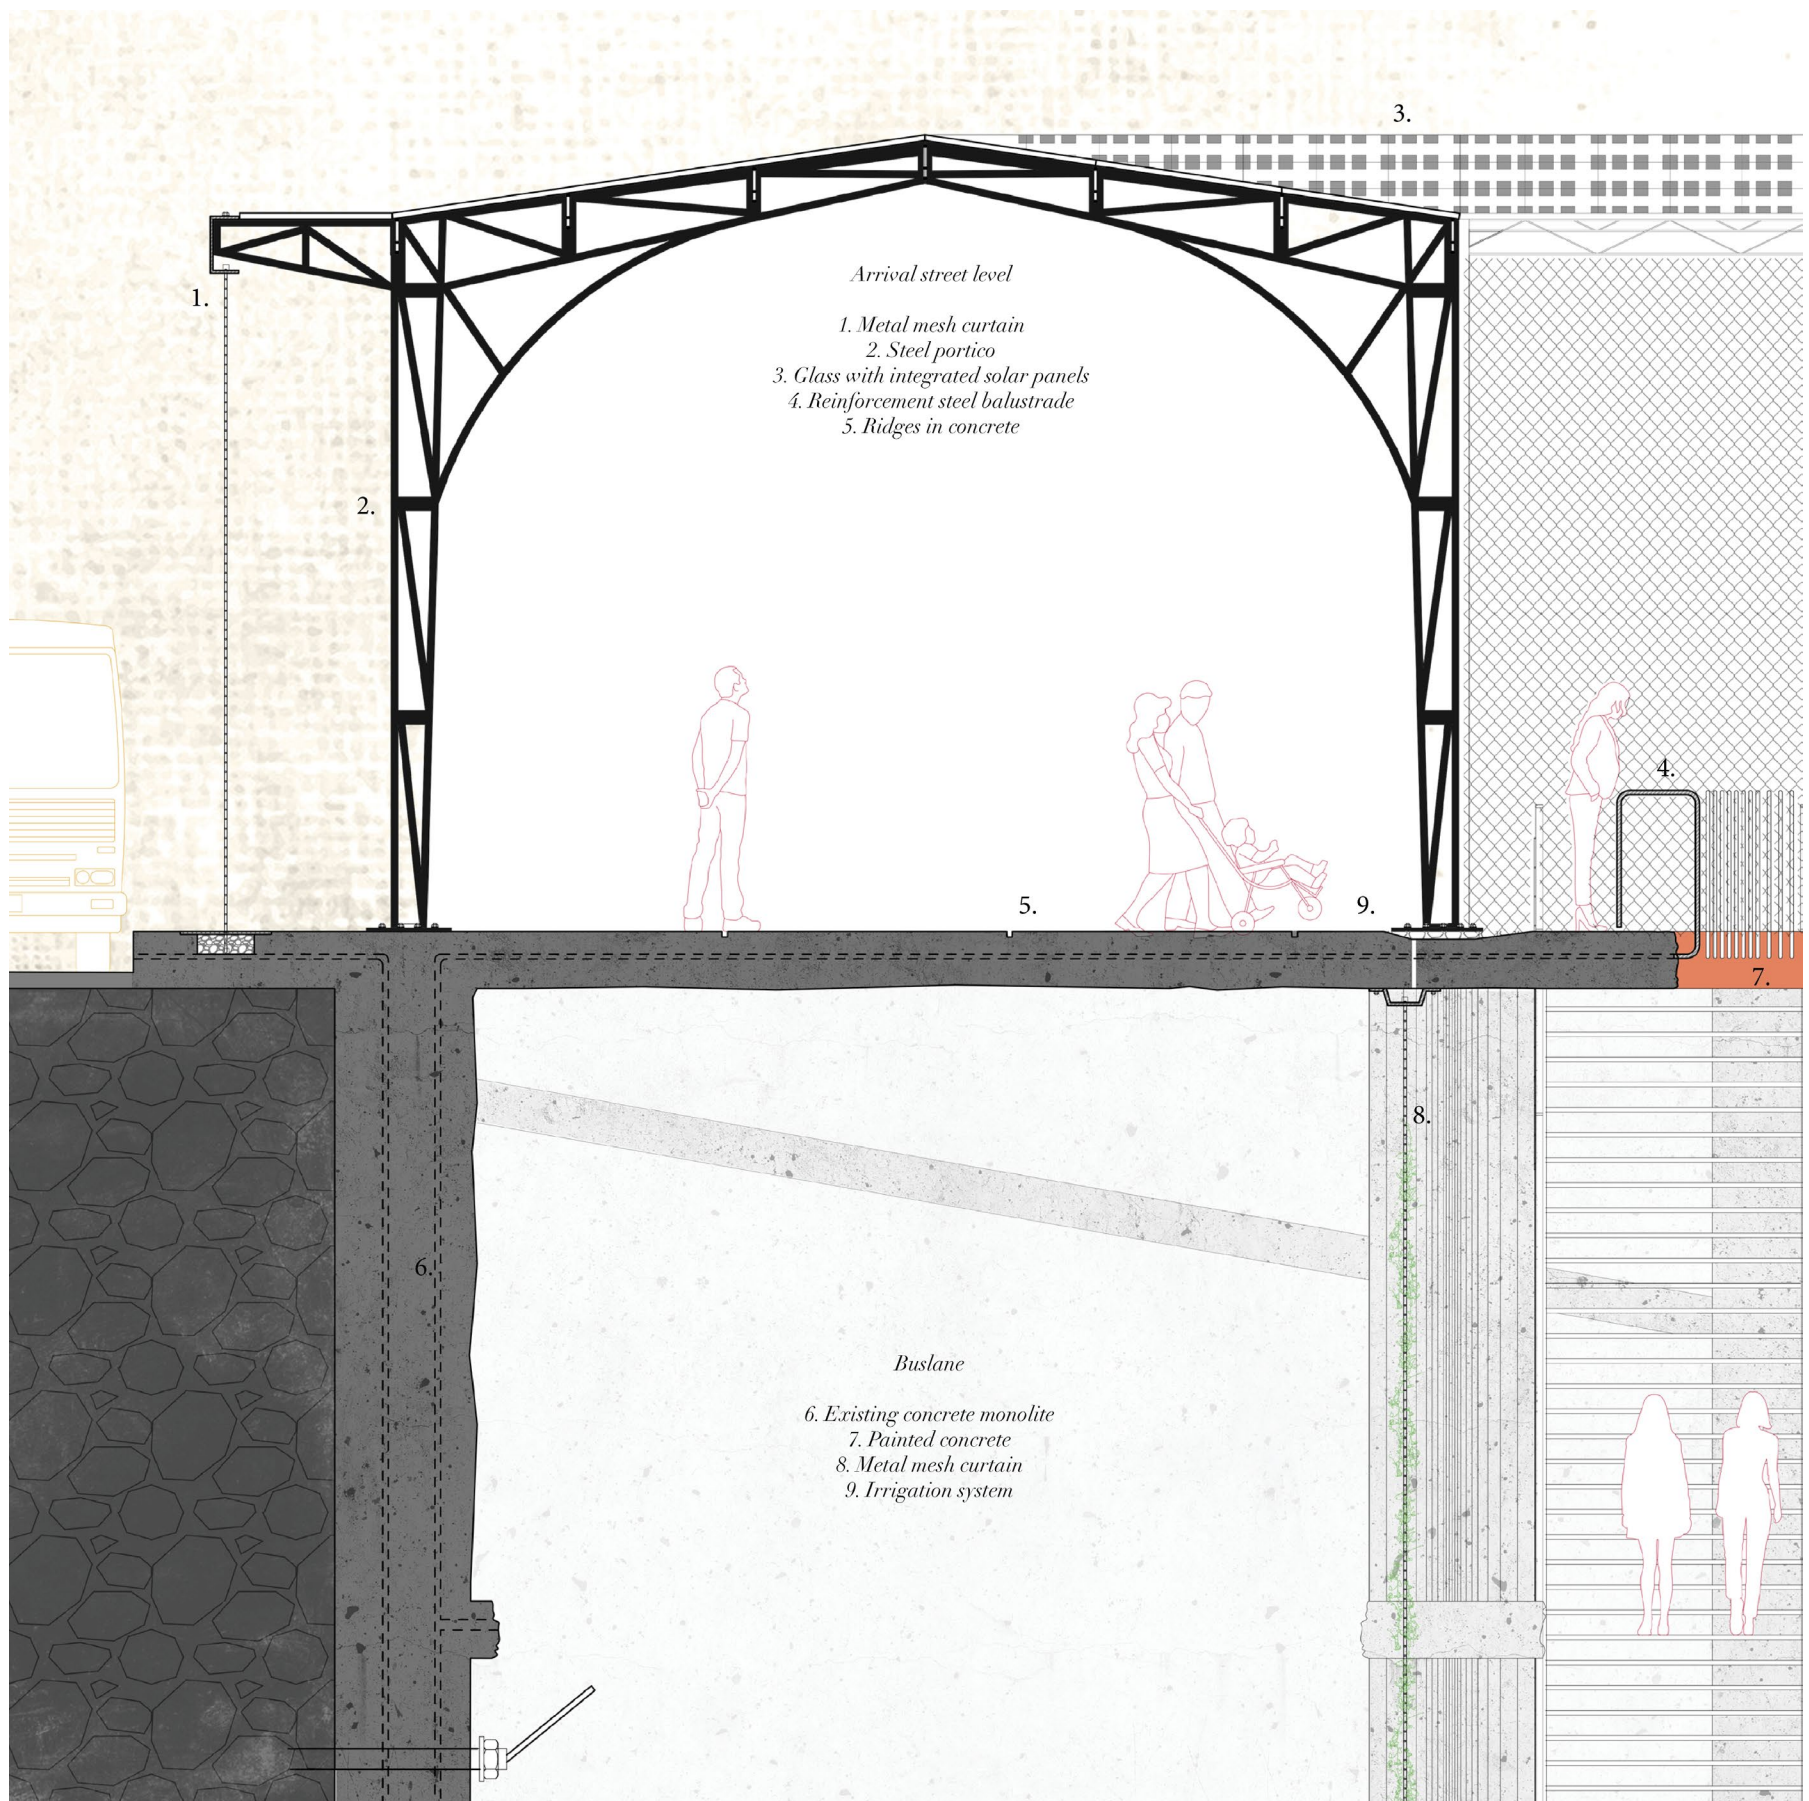 3.
Arrival street level
1.
1. Metal mesh curtain
2. Steel portico
3. Glass with integrated solar panels
4. Reinforcement steel balustrade
5. Ridges in concrete
2.
4.
5.
9.
7.
8.
6.
Buslane
6. Existing concrete monolite
7. Painted concrete
8. Metal mesh curtain
9. Irrigation system